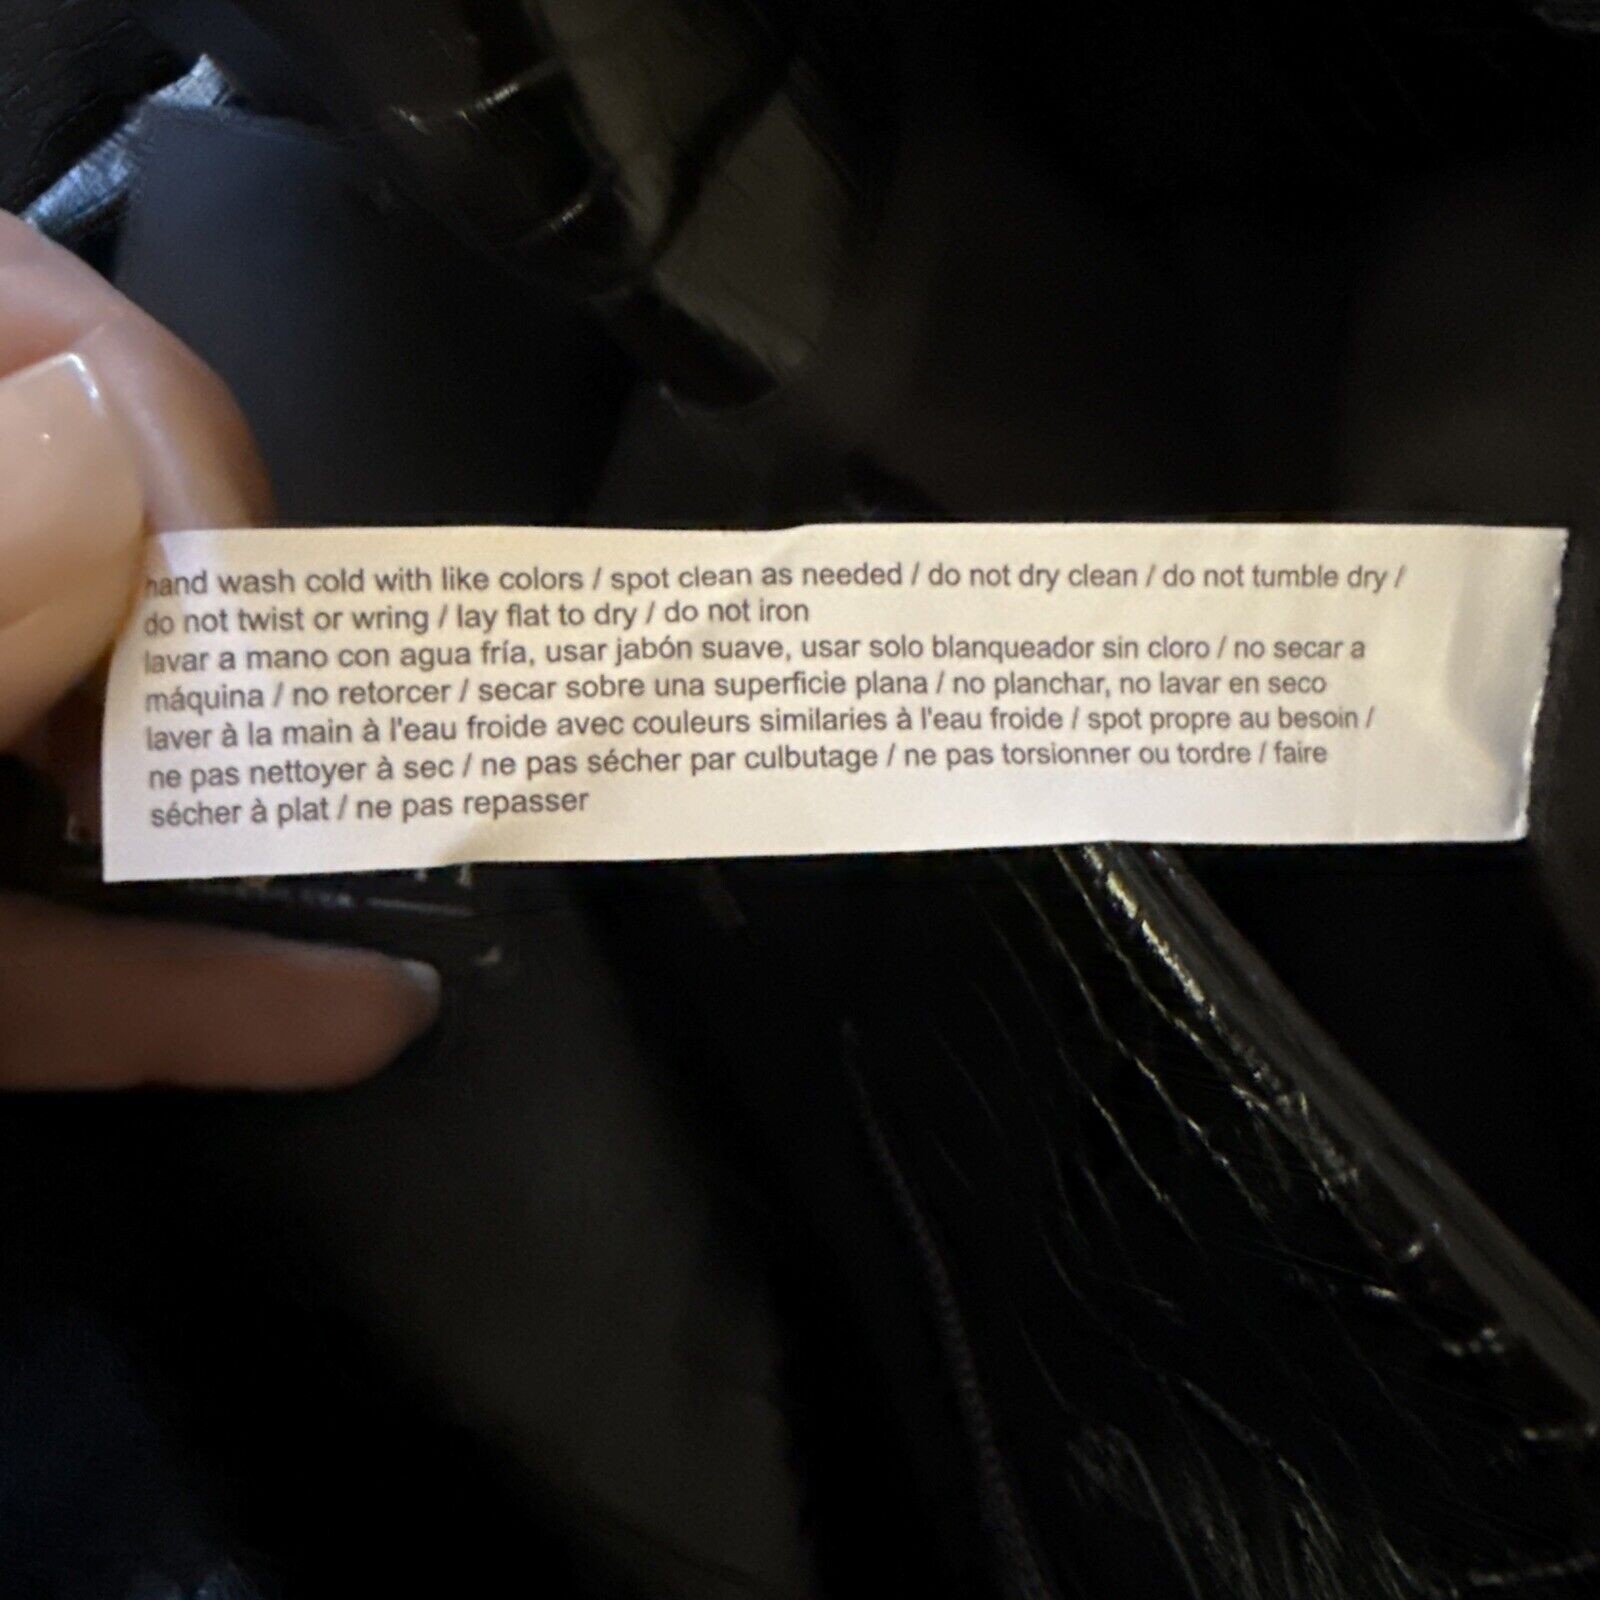 hand wash cold with like colors / spot clean as needed / do not dry clean / do not tumble dry /
do not twist or wring / lay flat to dry / do not iron
lavar a mano con agua fría, usar jabón suave, usar solo blanqueador sin cloro / no secar a
máquina / no retorcer / secar sobre una superficie plana / no planchar, no lavar en seco
laver à la main à l'eau froide avec couleurs similaries à l'eau froide / spot propre au besoin /
ne pas nettoyer à sec / ne pas sécher par culbutage / ne pas torsionner ou tordre / faire
sécher à plat / ne pas repasser